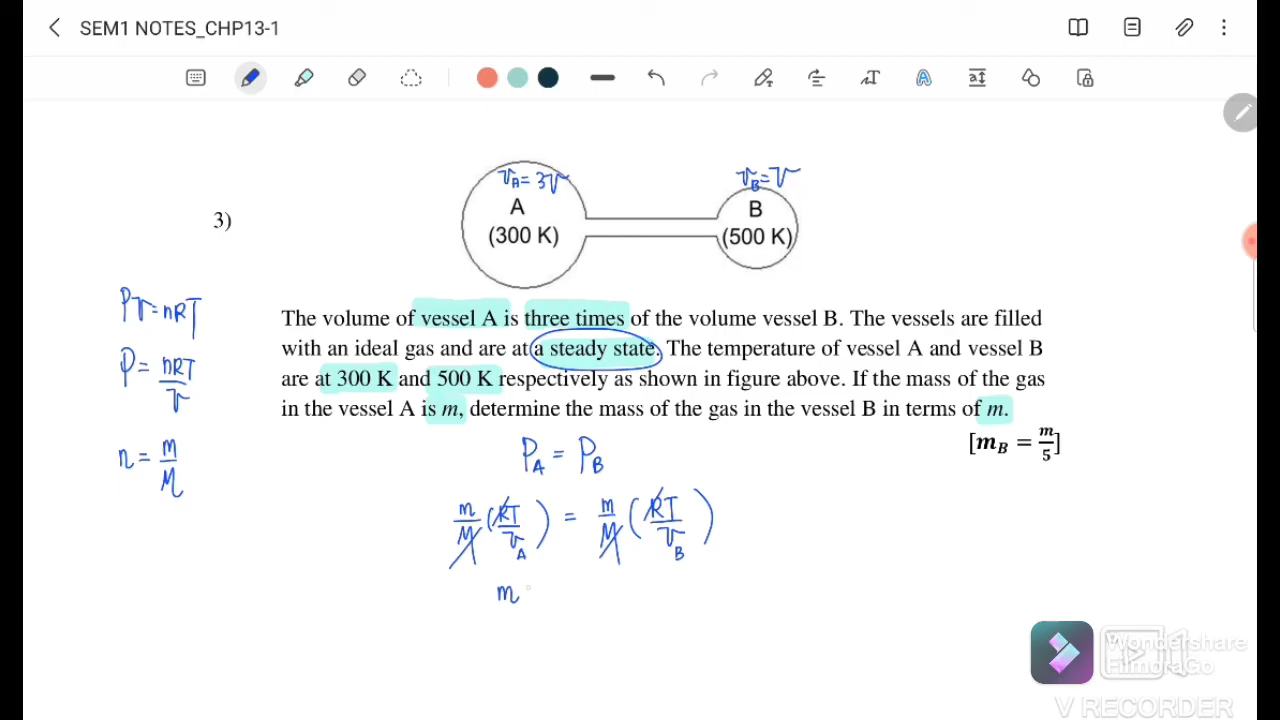 SEM1 NOTES_CHP13-1
V_A = 3V
V_B = V
A
(300 K)
B
(500 K)
3)
PV = nRT
P = nRT/V
n = m/M
The volume of vessel A is three times of the volume vessel B. The vessels are filled
with an ideal gas and are at a steady state. The temperature of vessel A and vessel B
are at 300 K and 500 K respectively as shown in figure above. If the mass of the gas
in the vessel A is m, determine the mass of the gas in the vessel B in terms of m.
[m_B = m/5]
P_A = P_B
m/M (RT/V_A) = m/M (RT/V_B)
m
Wondershare
FilmoraGo
V RECORDER